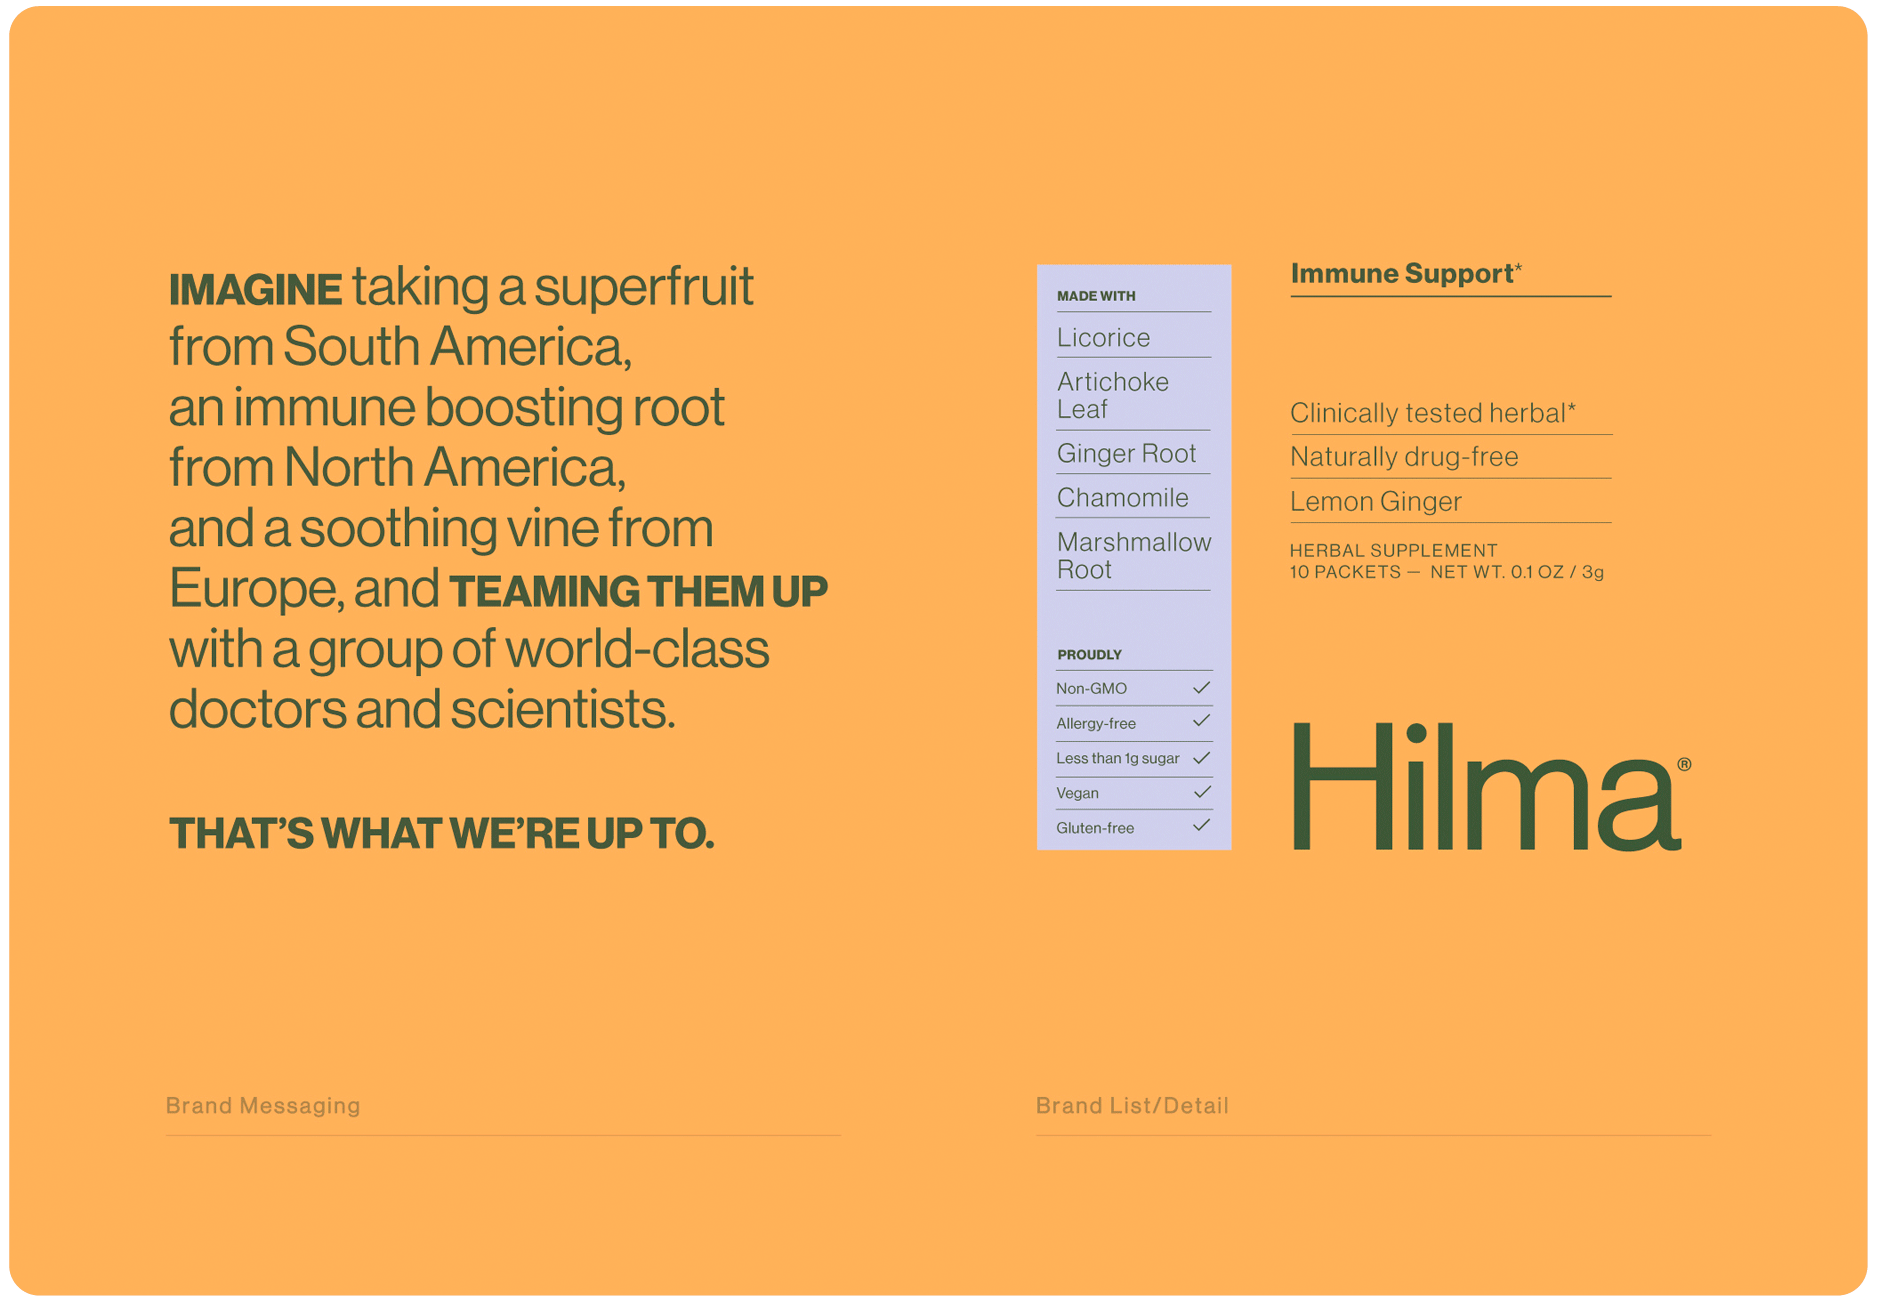 IMAGINE taking a superfruit
from South America,
an immune boosting root
from North America,
and a soothing vine from
Europe, and TEAMING THEM UP
with a group of world-class
doctors and scientists.
THAT’S WHAT WE’RE UP TO.
Brand Messaging
MADE WITH
Licorice
Artichoke
Leaf
Ginger Root
Chamomile
Marshmallow
Root
PROUDLY
Non-GMO
Allergy-free
Less than 1g sugar
Vegan
Gluten-free
Immune Support*
Clinically tested herbal*
Naturally drug-free
Lemon Ginger
HERBAL SUPPLEMENT
10 PACKETS — NET WT. 0.1 OZ / 3g
Hilma®
Brand List/Detail